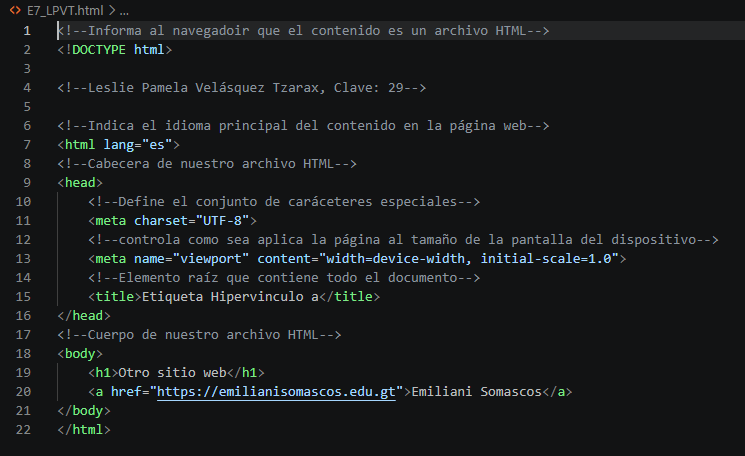 E7_LPVT.html > ...
1 <!--Informa al navegadoir que el contenido es un archivo HTML-->
2 <!DOCTYPE html>
3
4 <!--Leslie Pamela Velásquez Tzarax, Clave: 29-->
5
6 <!--Indica el idioma principal del contenido en la página web-->
7 <html lang="es">
8 <!--Cabecera de nuestro archivo HTML-->
9 <head>
10     <!--Define el conjunto de caráceteres especiales-->
11     <meta charset="UTF-8">
12     <!--controla como sea aplica la página al tamaño de la pantalla del dispositivo-->
13     <meta name="viewport" content="width=device-width, initial-scale=1.0">
14     <!--Elemento raíz que contiene todo el documento-->
15     <title>Etiqueta Hipervinculo a</title>
16 </head>
17 <!--Cuerpo de nuestro archivo HTML-->
18 <body>
19     <h1>Otro sitio web</h1>
20     <a href="https://emilianisomascos.edu.gt">Emiliani Somascos</a>
21 </body>
22 </html>